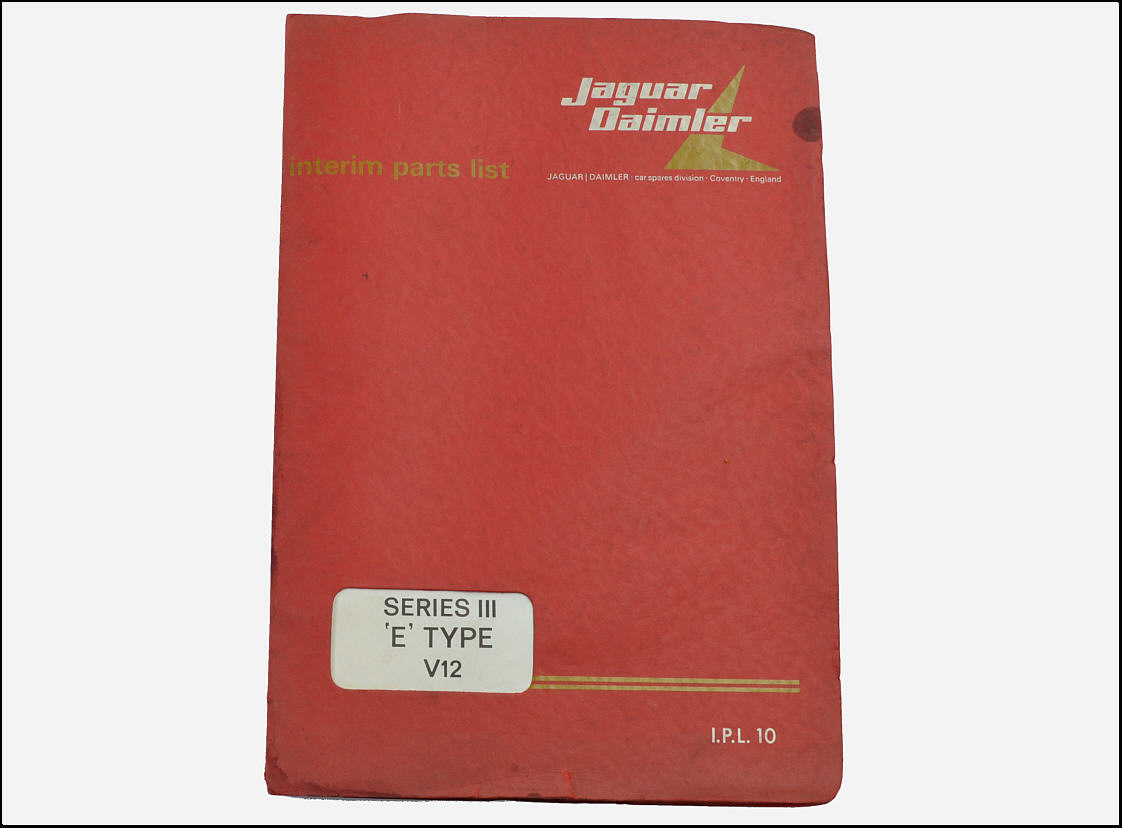 Jaguar
Daimler
interim parts list
JAGUAR | DAIMLER · car spares division · Coventry · England
SERIES III
'E' TYPE
V12
I.P.L. 10